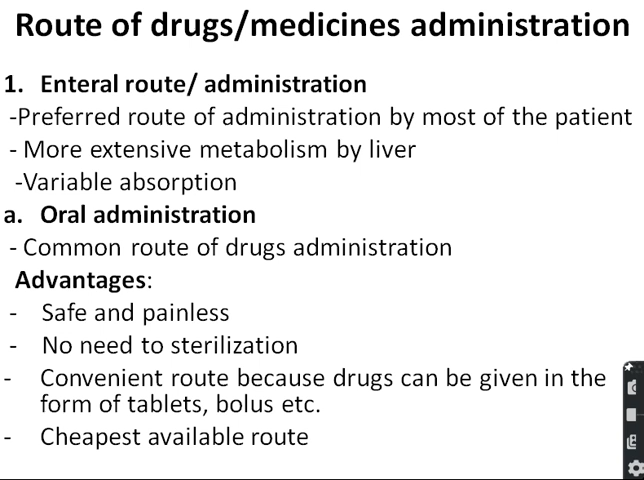 Route of drugs/medicines administration
1. Enteral route/ administration
-Preferred route of administration by most of the patient
- More extensive metabolism by liver
-Variable absorption
a. Oral administration
- Common route of drugs administration
Advantages:
- Safe and painless
- No need to sterilization
- Convenient route because drugs can be given in the
form of tablets, bolus etc.
- Cheapest available route